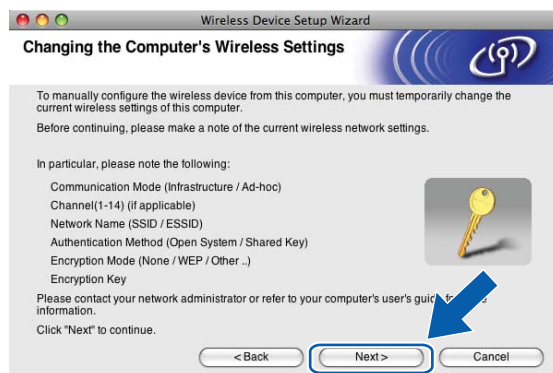 Wireless Device Setup Wizard
Changing the Computer's Wireless Settings
To manually configure the wireless device from this computer, you must temporarily change the
current wireless settings of this computer.
Before continuing, please make a note of the current wireless network settings.
In particular, please note the following:
Communication Mode (Infrastructure / Ad-hoc)
Channel(1-14) (if applicable)
Network Name (SSID / ESSID)
Authentication Method (Open System / Shared Key)
Encryption Mode (None / WEP / Other ..)
Encryption Key
Please contact your network administrator or refer to your computer's user's
information.
Click "Next" to continue.
< Back
Next >
Cancel